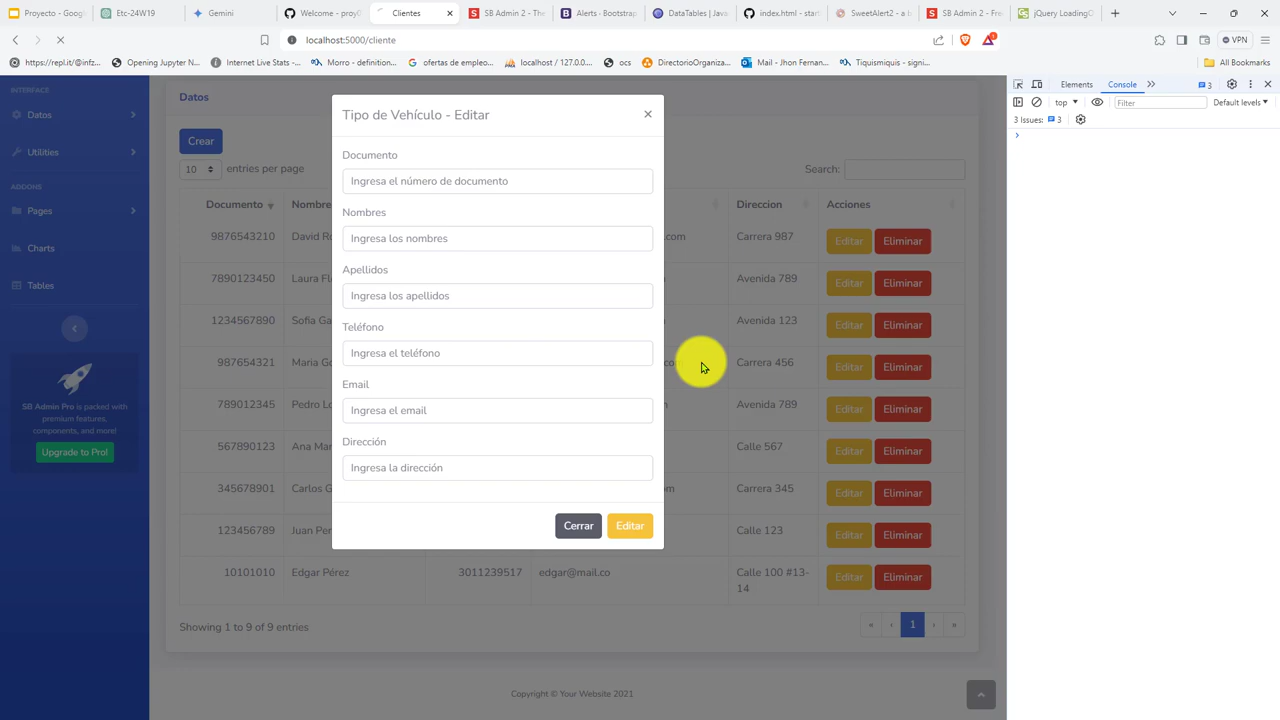 Proyecto - Googl
Etc-24W19
Gemini
Welcome - proy0
Clientes
SB Admin 2 - The
Alerts · Bootstrap
DataTables | Java
index.html - start
SweetAlert2 - a b
SB Admin 2 - Free
jQuery LoadingO
localhost:5000/cliente
VPN
https://repl.it/@infz...
Opening Jupyter N...
Internet Live Stats -...
Morro - definition...
ofertas de empleo...
localhost / 127.0.0...
ocs
DirectorioOrganiza...
Mail - Jhon Fernan...
Tiquismiquis - signi...
All Bookmarks
INTERFACE
Datos
Utilities
ADDONS
Pages
Charts
Tables
SB Admin Pro is packed with
premium features,
components, and more!
Upgrade to Pro!
Datos
Crear
10 entries per page
Search:
Documento Nombre Direccion Acciones
9876543210 David Ro .com Carrera 987 Editar Eliminar
7890123450 Laura Flo Avenida 789 Editar Eliminar
1234567890 Sofia Ga Avenida 123 Editar Eliminar
987654321 Maria Go Carrera 456 Editar Eliminar
789012345 Pedro Lo Avenida 789 Editar Eliminar
567890123 Ana Mar Calle 567 Editar Eliminar
345678901 Carlos G om Carrera 345 Editar Eliminar
123456789 Juan Per Calle 123 Editar Eliminar
10101010 Edgar Pérez 3011239517 edgar@mail.co Calle 100 #13-
14 Editar Eliminar
Showing 1 to 9 of 9 entries
« ‹ 1 › »
Copyright © Your Website 2021
Tipo de Vehículo - Editar
×
Documento
Ingresa el número de documento
Nombres
Ingresa los nombres
Apellidos
Ingresa los apellidos
Teléfono
Ingresa el teléfono
Email
Ingresa el email
Dirección
Ingresa la dirección
Cerrar
Editar
Elements
Console
3
top
Filter
Default levels
3 Issues: 3